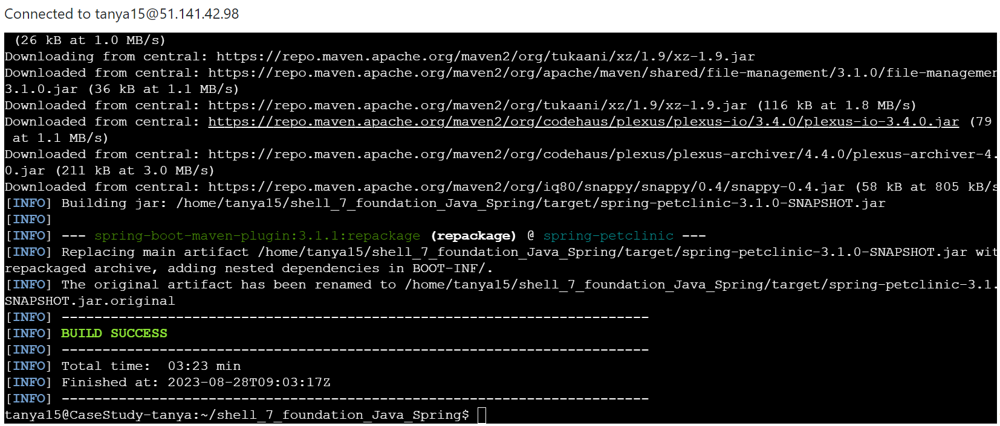 Connected to tanya15@51.141.42.98
(26 kB at 1.0 MB/s)
Downloading from central: https://repo.maven.apache.org/maven2/org/tukaani/xz/1.9/xz-1.9.jar
Downloaded from central: https://repo.maven.apache.org/maven2/org/apache/maven/shared/file-management/3.1.0/file-managemen
3.1.0.jar (36 kB at 1.1 MB/s)
Downloaded from central: https://repo.maven.apache.org/maven2/org/tukaani/xz/1.9/xz-1.9.jar (116 kB at 1.8 MB/s)
Downloaded from central: https://repo.maven.apache.org/maven2/org/codehaus/plexus/plexus-io/3.4.0/plexus-io-3.4.0.jar (79
at 1.1 MB/s)
Downloaded from central: https://repo.maven.apache.org/maven2/org/codehaus/plexus/plexus-archiver/4.4.0/plexus-archiver-4.
0.jar (211 kB at 3.0 MB/s)
Downloaded from central: https://repo.maven.apache.org/maven2/org/iq80/snappy/snappy/0.4/snappy-0.4.jar (58 kB at 805 kB/s
[INFO] Building jar: /home/tanya15/shell_7_foundation_Java_Spring/target/spring-petclinic-3.1.0-SNAPSHOT.jar
[INFO]
[INFO] --- spring-boot-maven-plugin:3.1.1:repackage (repackage) @ spring-petclinic ---
[INFO] Replacing main artifact /home/tanya15/shell_7_foundation_Java_Spring/target/spring-petclinic-3.1.0-SNAPSHOT.jar wit
repackaged archive, adding nested dependencies in BOOT-INF/.
[INFO] The original artifact has been renamed to /home/tanya15/shell_7_foundation_Java_Spring/target/spring-petclinic-3.1.
SNAPSHOT.jar.original
[INFO] ------------------------------------------------------------------------
[INFO] BUILD SUCCESS
[INFO] ------------------------------------------------------------------------
[INFO] Total time:  03:23 min
[INFO] Finished at: 2023-08-28T09:03:17Z
[INFO] ------------------------------------------------------------------------
tanya15@CaseStudy-tanya:~/shell_7_foundation_Java_Spring$